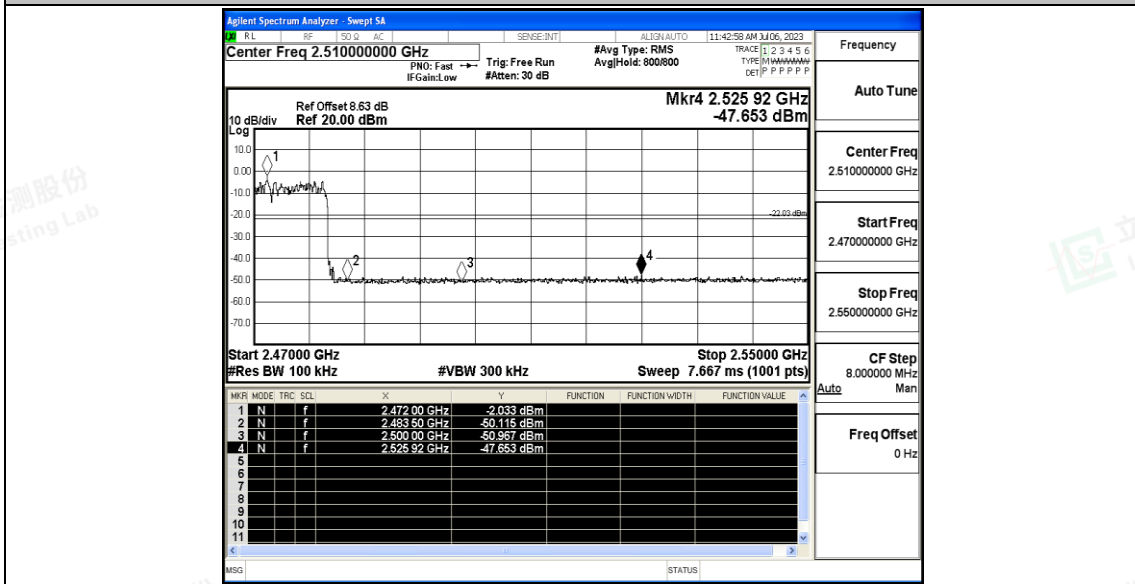 Agilent Spectrum Analyzer - Swept SA
RL RF 50 Ω AC SENSE:INT ALIGN AUTO 11:42:58 AM Jul 06, 2023
Center Freq 2.510000000 GHz
PNO: Fast
IFGain:Low
Trig: Free Run
#Atten: 30 dB
#Avg Type: RMS
Avg|Hold: 800/800
TRACE 1 2 3 4 5 6
TYPE M W W W W W
DET P P P P P P
Ref Offset 8.63 dB
10 dB/div Ref 20.00 dBm
Log
Mkr4 2.525 92 GHz
-47.653 dBm
10.0
0.00
-10.0
-20.0
-30.0
-40.0
-50.0
-60.0
-70.0
1
2
3
4
-22.03 dBm
Start 2.47000 GHz Stop 2.55000 GHz
#Res BW 100 kHz #VBW 300 kHz Sweep 7.667 ms (1001 pts)
MKR MODE TRC SCL X Y FUNCTION FUNCTION WIDTH FUNCTION VALUE
1 N f 2.472 00 GHz -2.033 dBm
2 N f 2.483 50 GHz -50.115 dBm
3 N f 2.500 00 GHz -50.967 dBm
4 N f 2.525 92 GHz -47.653 dBm
5
6
7
8
9
10
11
MSG STATUS
Frequency
Auto Tune
Center Freq
2.510000000 GHz
Start Freq
2.470000000 GHz
Stop Freq
2.550000000 GHz
CF Step
8.000000 MHz
Auto Man
Freq Offset
0 Hz
测股份
sting Lab
立